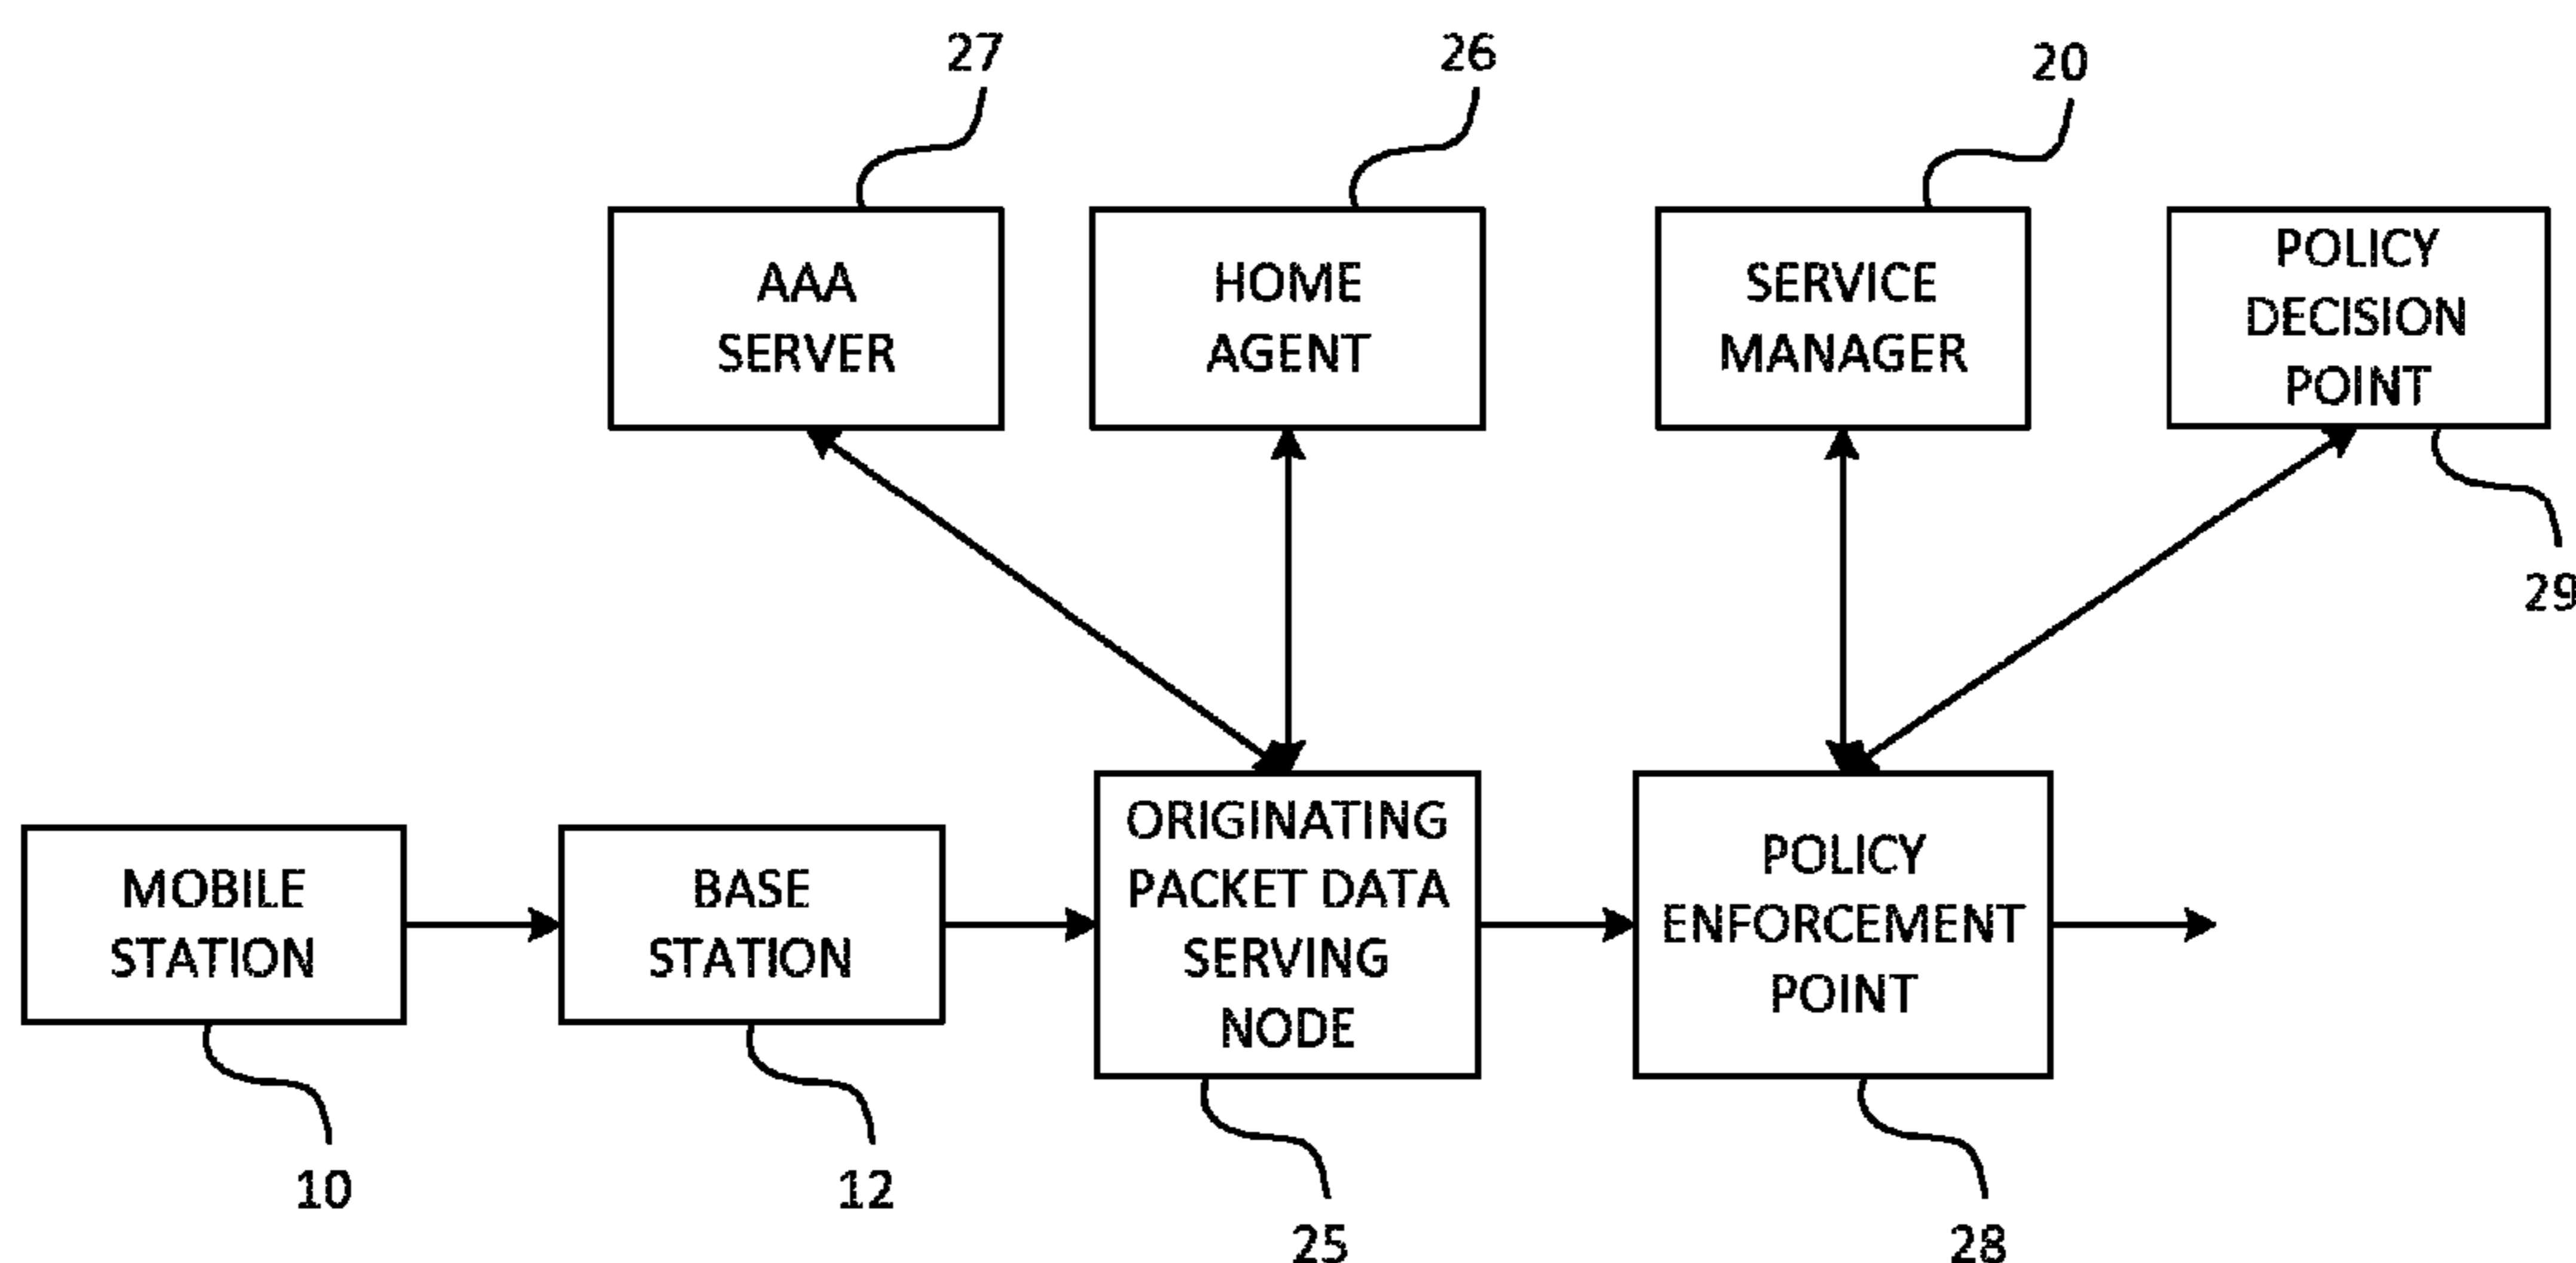 27
26
20
AAA
SERVER
HOME
AGENT
SERVICE
MANAGER
POLICY
DECISION
POINT
29
MOBILE
STATION
BASE
STATION
ORIGINATING
PACKET DATA
SERVING
NODE
POLICY
ENFORCEMENT
POINT
10
12
25
28